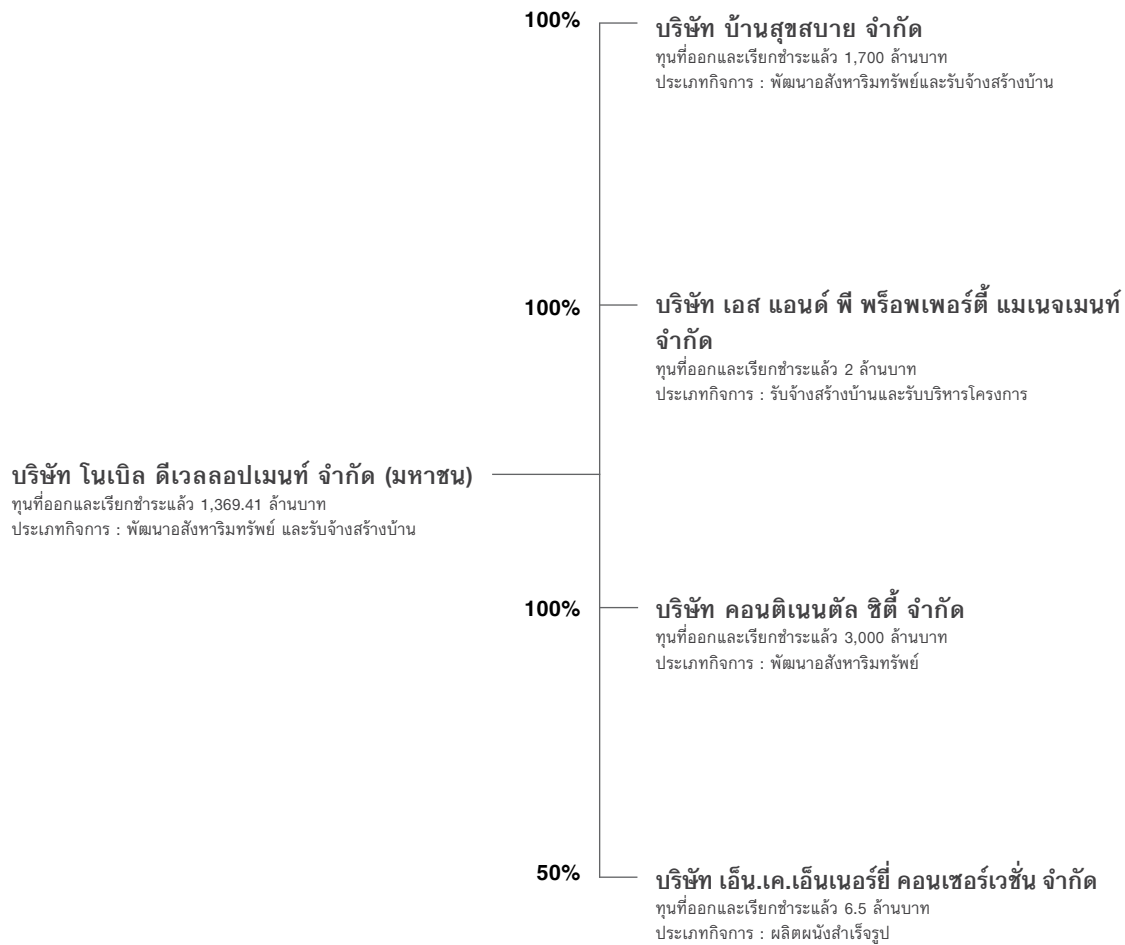 100%
บริษัท บ้านสุขสบาย จำกัด
ทุนที่ออกและเรียกชำระแล้ว 1,700 ล้านบาท
ประเภทกิจการ : พัฒนาอสังหาริมทรัพย์และรับจ้างสร้างบ้าน
100%
บริษัท เอส แอนด์ พี พร็อพเพอร์ตี้ แมเนจเมนท์
จำกัด
ทุนที่ออกและเรียกชำระแล้ว 2 ล้านบาท
ประเภทกิจการ : รับจ้างสร้างบ้านและรับบริหารโครงการ
บริษัท โนเบิล ดีเวลลอปเมนท์ จำกัด (มหาชน)
ทุนที่ออกและเรียกชำระแล้ว 1,369.41 ล้านบาท
ประเภทกิจการ : พัฒนาอสังหาริมทรัพย์ และรับจ้างสร้างบ้าน
100%
บริษัท คอนติเนนตัล ซิตี้ จำกัด
ทุนที่ออกและเรียกชำระแล้ว 3,000 ล้านบาท
ประเภทกิจการ : พัฒนาอสังหาริมทรัพย์
50%
บริษัท เอ็น.เค.เอ็นเนอร์ยี่ คอนเซอร์เวชั่น จำกัด
ทุนที่ออกและเรียกชำระแล้ว 6.5 ล้านบาท
ประเภทกิจการ : ผลิตผนังสำเร็จรูป